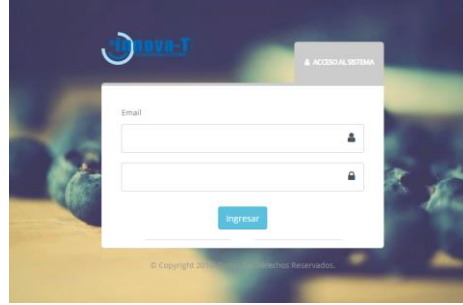 innova-T
ACCESO AL SISTEMA
Email
Ingresar
© Copyright Derechos Reservados.